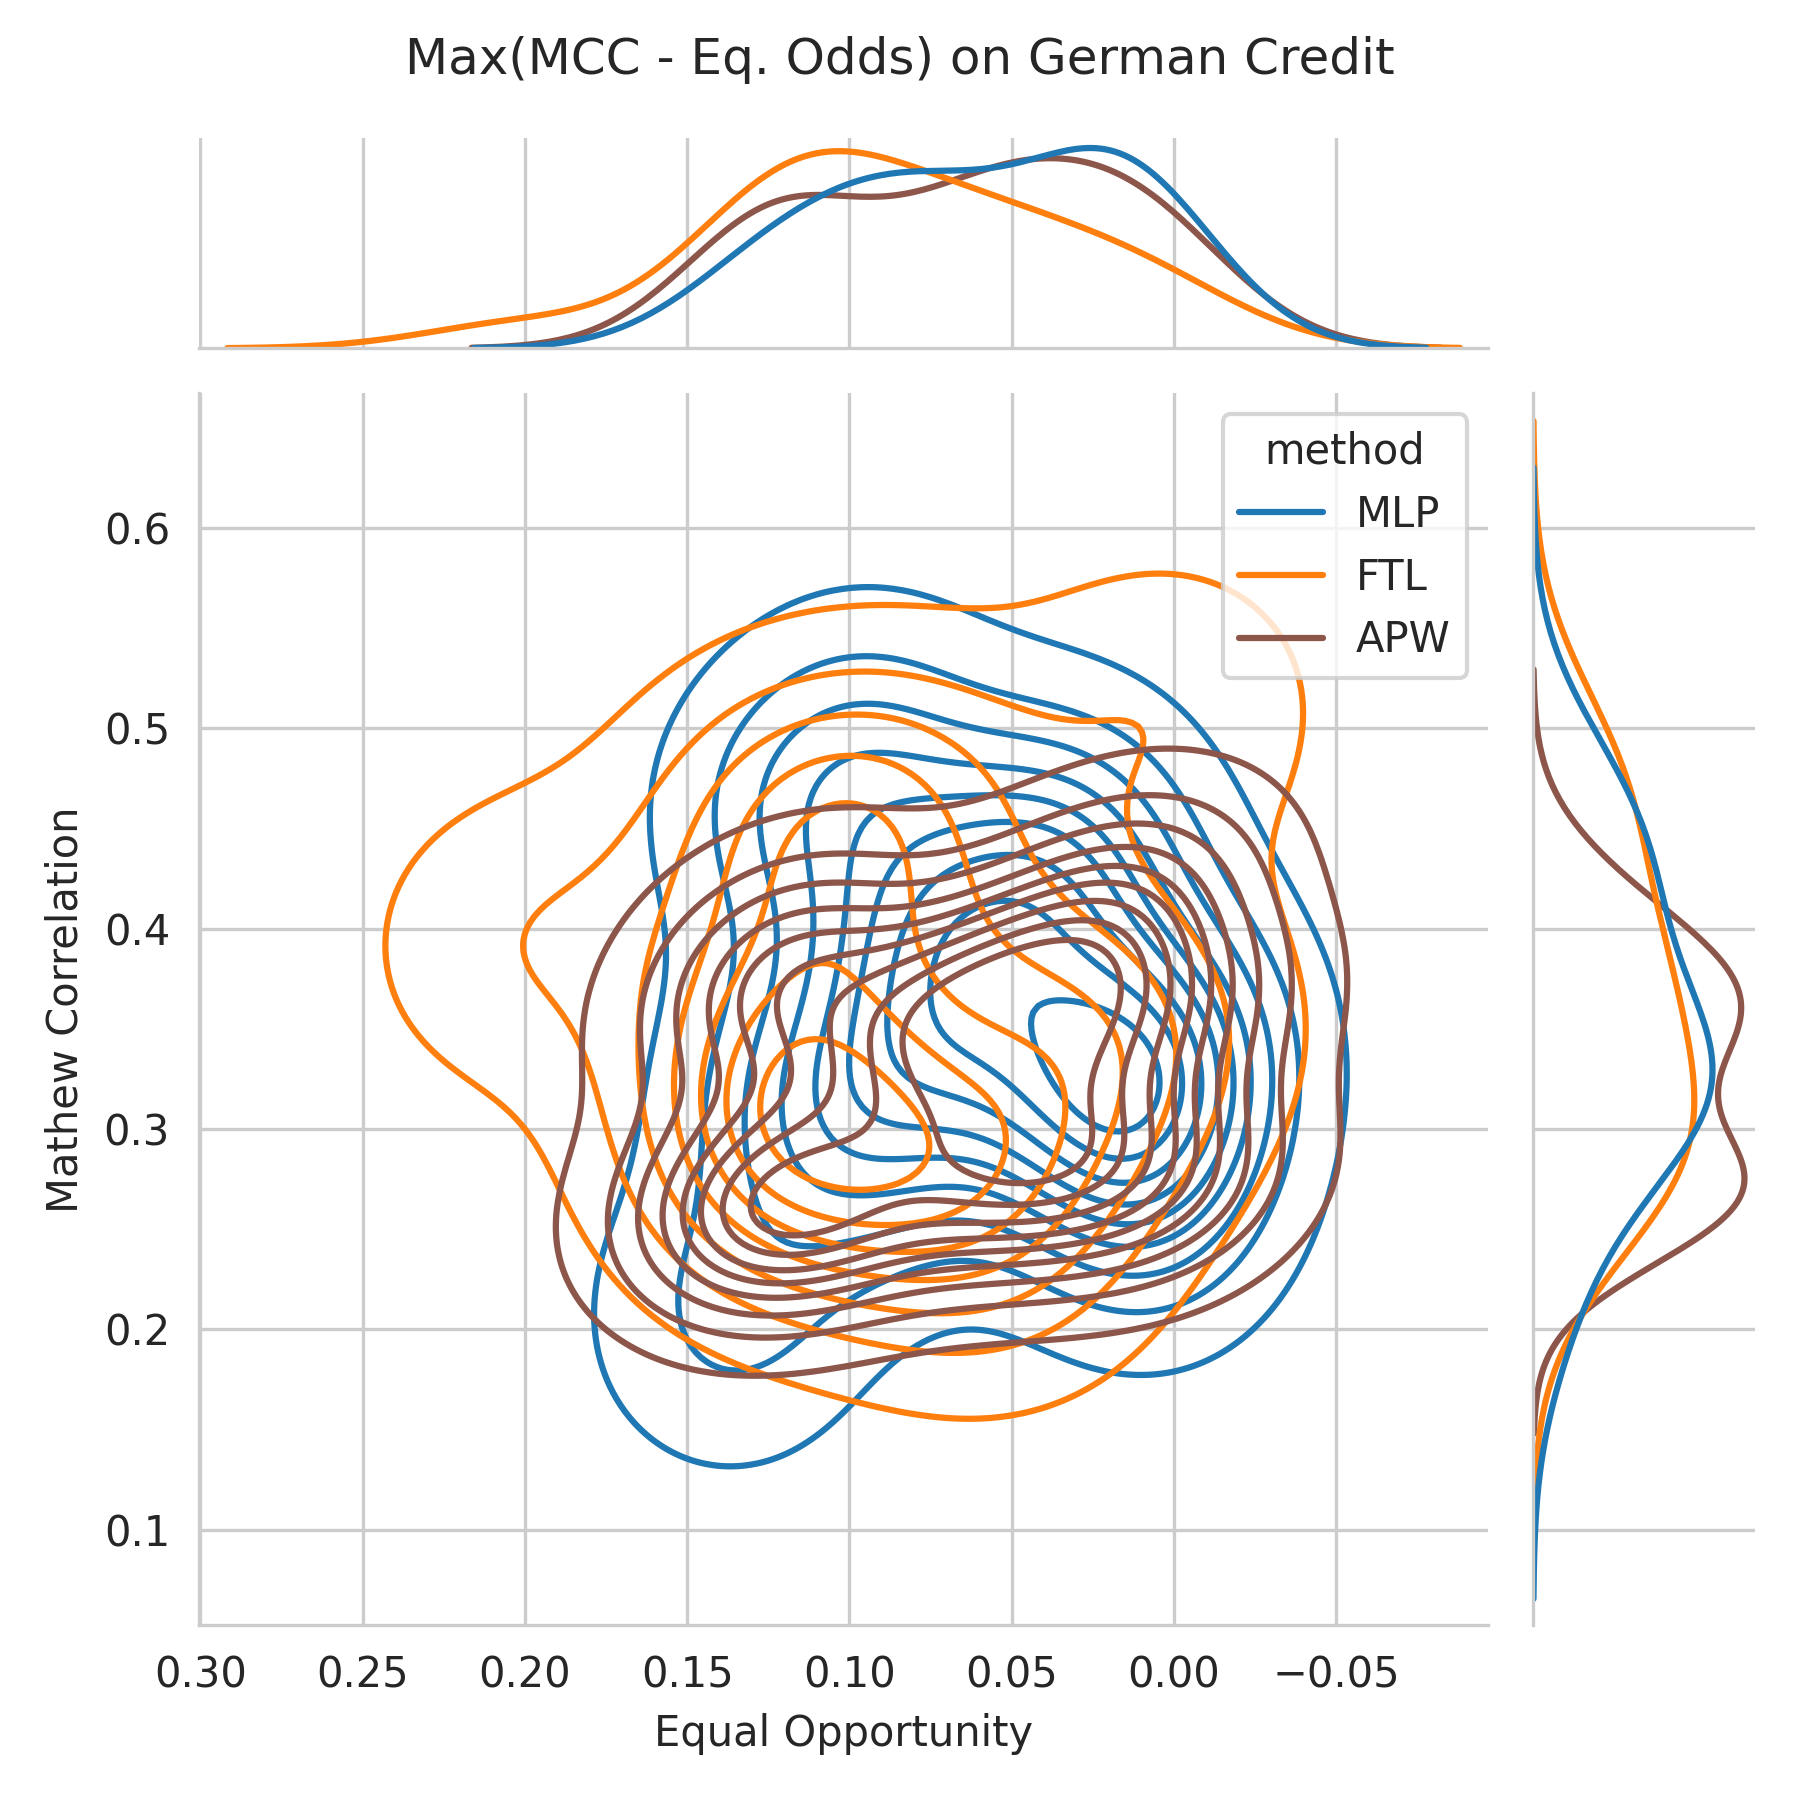 Max(MCC - Eq. Odds) on German Credit
method
MLP
FTL
APW
Mathew Correlation
0.6
0.5
0.4
0.3
0.2
0.1
0.30 0.25 0.20 0.15 0.10 0.05 0.00 −0.05
Equal Opportunity